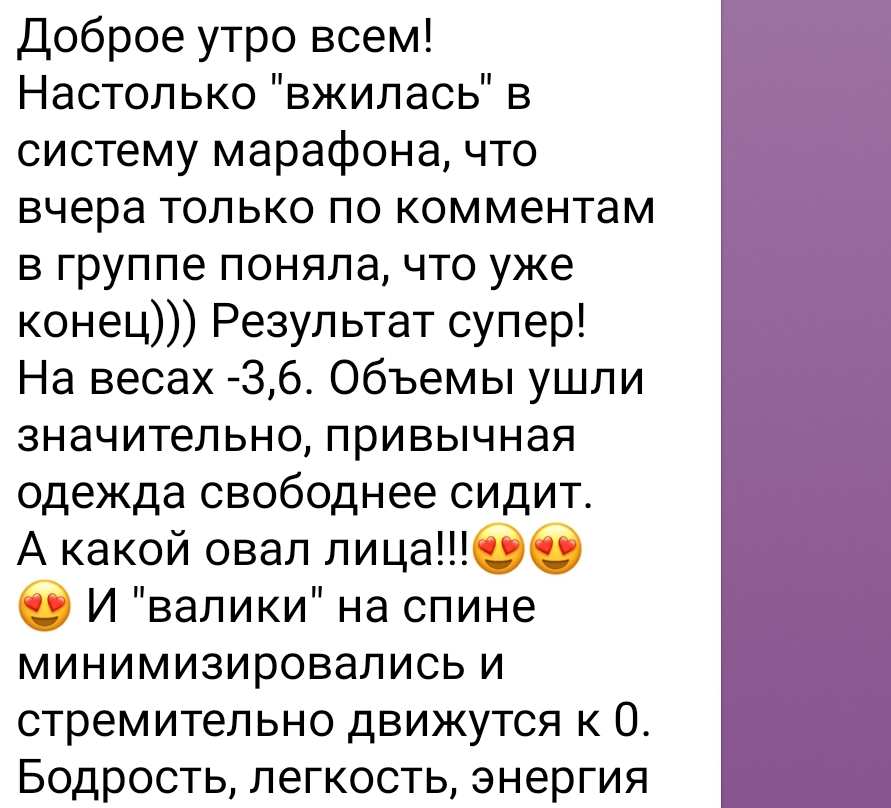 Доброе утро всем!
Настолько "вжилась" в
систему марафона, что
вчера только по комментам
в группе поняла, что уже
конец))) Результат супер!
На весах -3,6. Объемы ушли
значительно, привычная
одежда свободнее сидит.
А какой овал лица!!!😍😍
😍 И "валики" на спине
минимизировались и
стремительно движутся к 0.
Бодрость, легкость, энергия